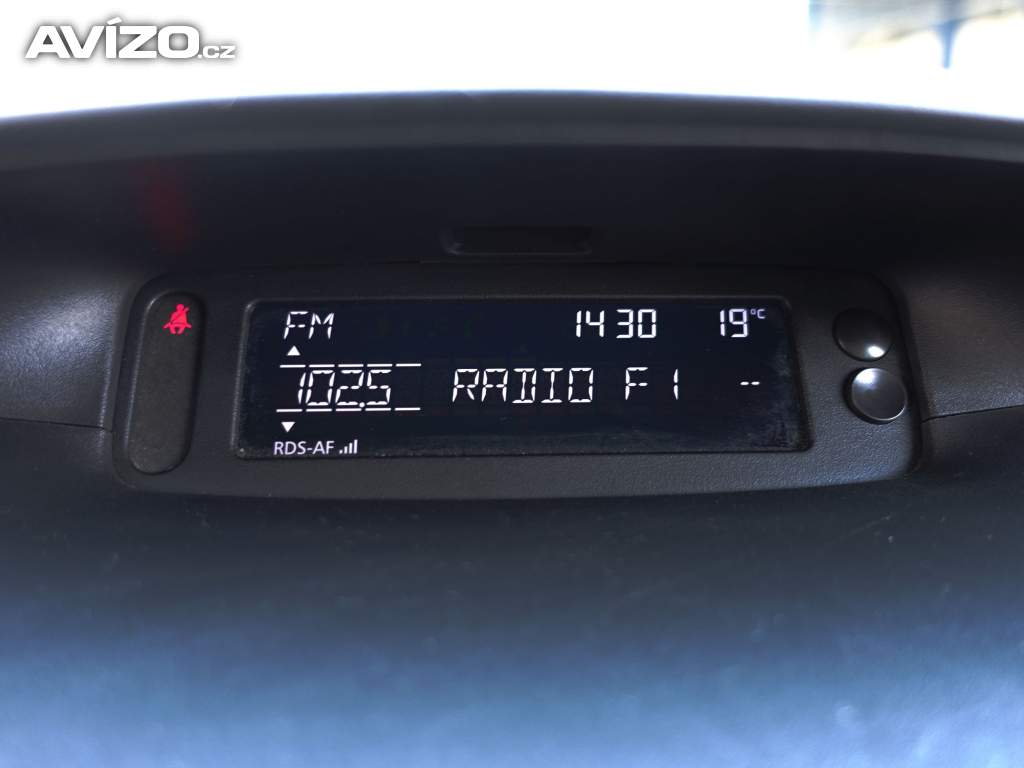 AVÍZO.cz
FM 14 30 19°C
102.5 RADIO F1 --
RDS-AF